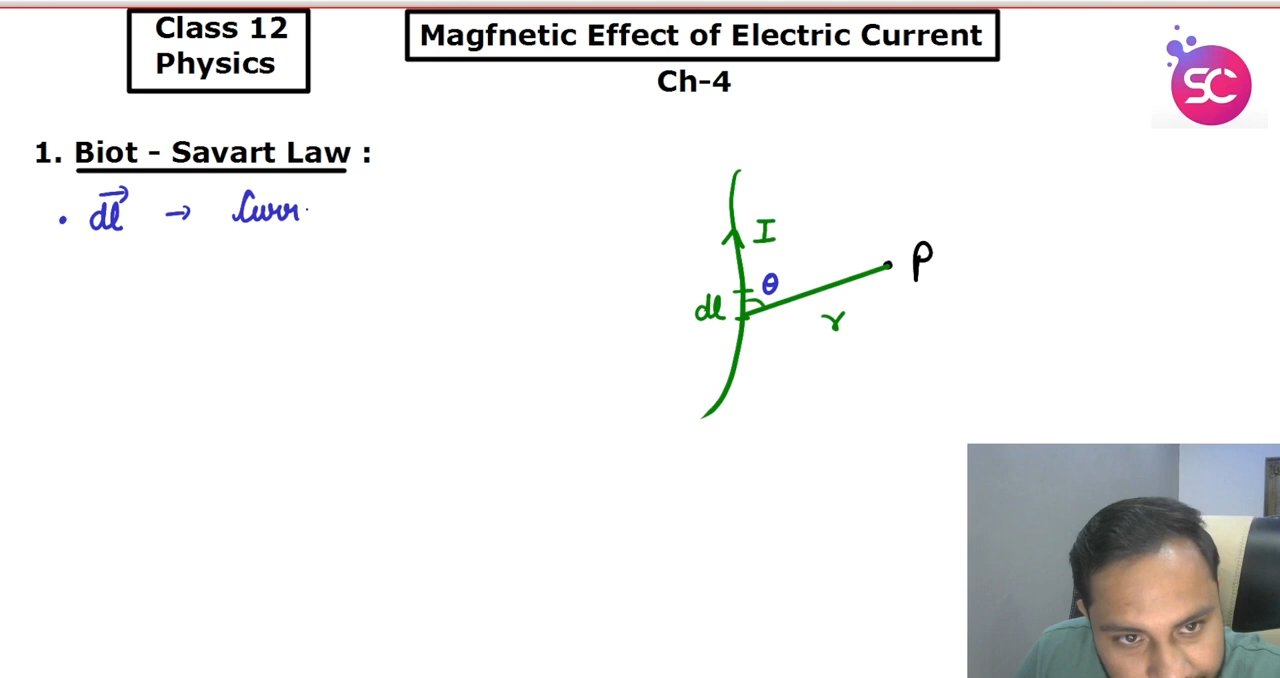 Class 12
Physics
Magfnetic Effect of Electric Current
Ch-4
SC
1. Biot - Savart Law :
• dl → Curr
I
P
θ
dl
r